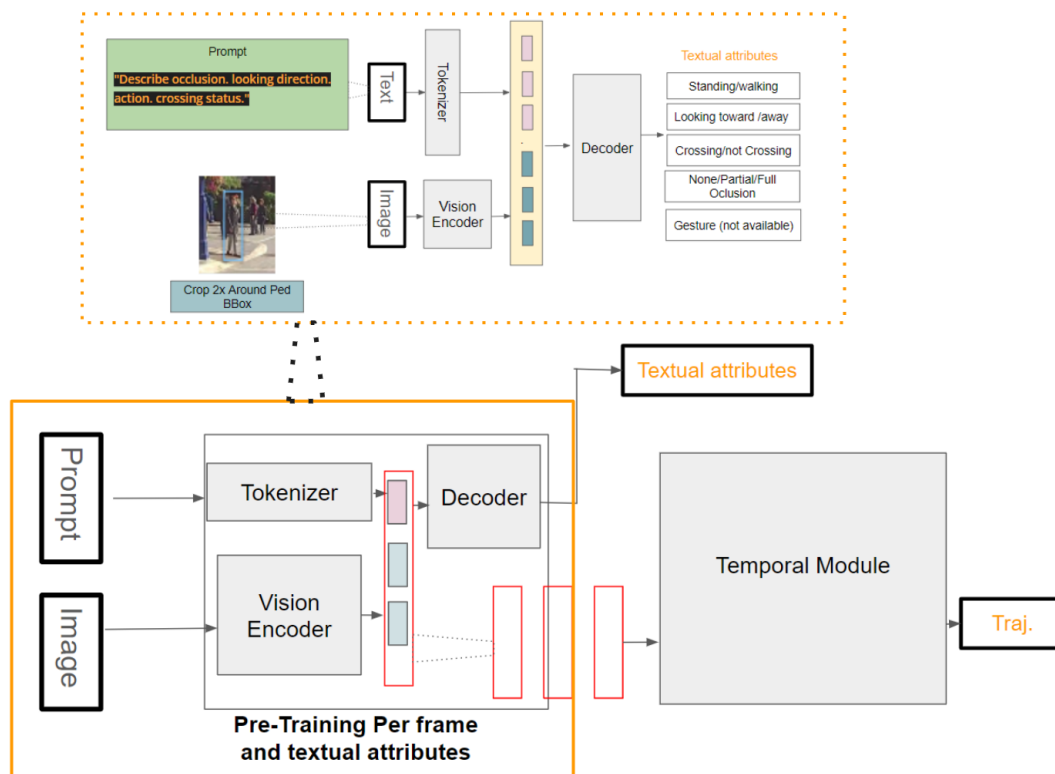 Prompt
"Describe occlusion. looking direction.
action. crossing status."
Text
Tokenizer
Textual attributes
Standing/walking
Looking toward /away
Crossing/not Crossing
None/Partial/Full
Oclusion
Gesture (not available)
Decoder
Image
Vision
Encoder
Crop 2x Around Ped
BBox
Textual attributes
Prompt
Tokenizer
Decoder
Image
Vision
Encoder
Temporal Module
Traj.
Pre-Training Per frame
and textual attributes